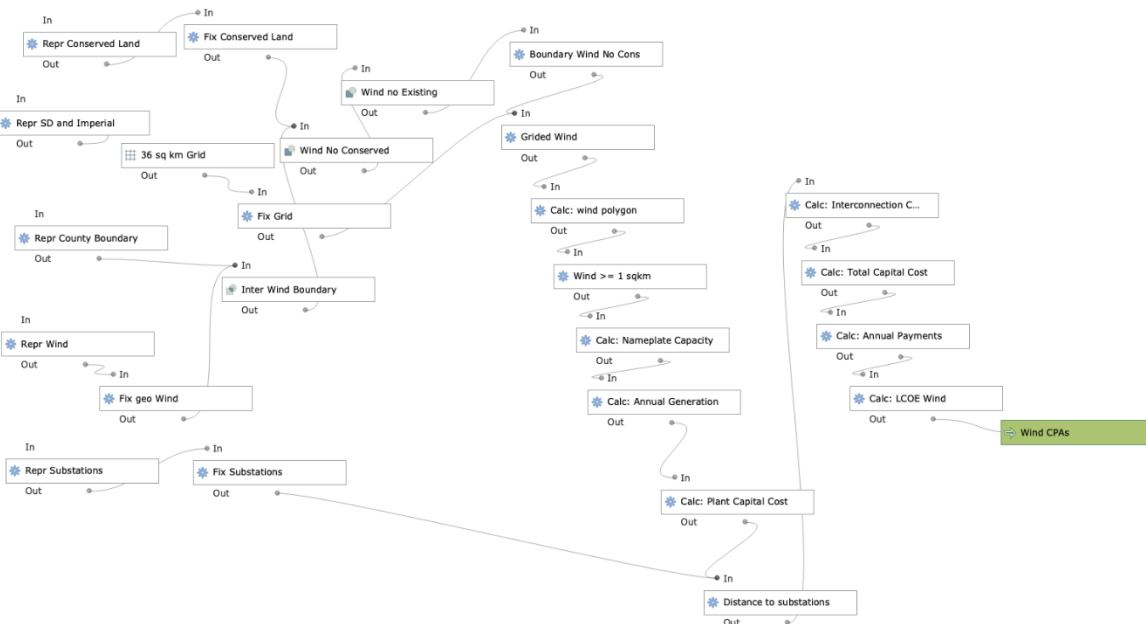 In
Repr Conserved Land
Out
In
Fix Conserved Land
Out
In
Wind no Existing
Out
In
Boundary Wind No Cons
Out
In
Repr SD and Imperial
Out
36 sq km Grid
Out
In
Wind No Conserved
Out
In
Grided Wind
Out
In
Fix Grid
Out
In
Calc: wind polygon
Out
In
Calc: Interconnection C...
Out
In
Repr County Boundary
Out
In
Inter Wind Boundary
Out
In
Wind >= 1 sqkm
Out
In
Calc: Total Capital Cost
Out
In
Repr Wind
Out
In
Fix geo Wind
Out
In
Calc: Nameplate Capacity
Out
In
Calc: Annual Payments
Out
In
Calc: Annual Generation
Out
In
Calc: LCOE Wind
Out
Wind CPAs
In
Repr Substations
Out
In
Fix Substations
Out
In
Calc: Plant Capital Cost
Out
In
Distance to substations
Out